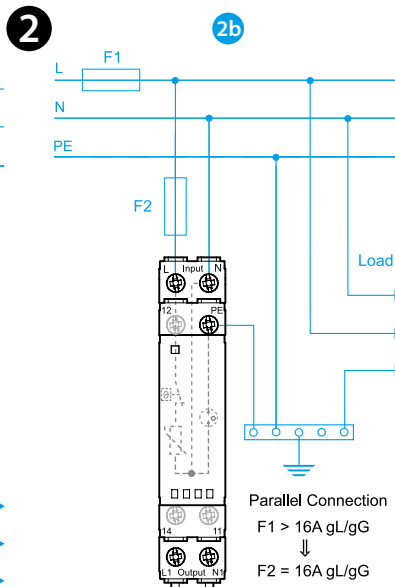 2
2b
F1
L
N
PE
F2
Load
L Input N
12 PE
14 11
L1 Output N1
Parallel Connection
F1 > 16A gL/gG
⇓
F2 = 16A gL/gG